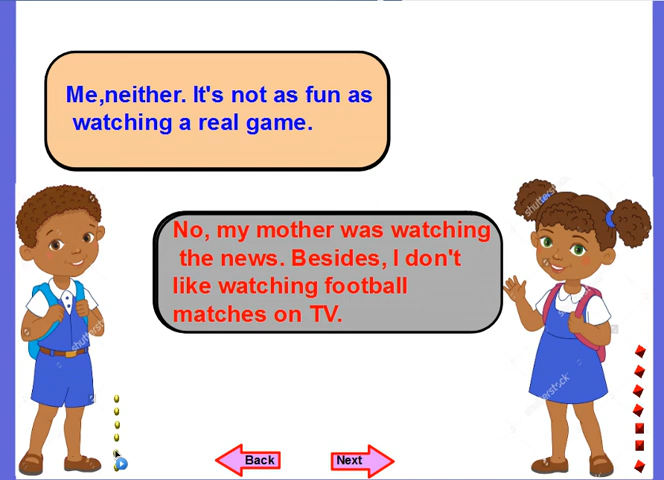 Me,neither. It's not as fun as
watching a real game.
No, my mother was watching
the news. Besides, I don't
like watching football
matches on TV.
Back
Next